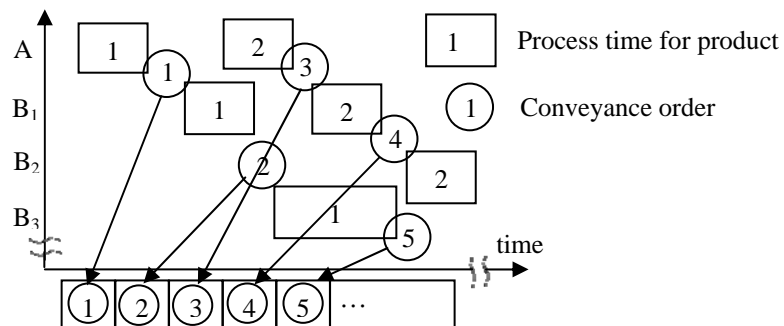 A
1
2
1 Process time for product
1
3
B₁
1
2
1 Conveyance order
4
B₂
2
2
B₃
1
5
time
1 2 3 4 5 ...